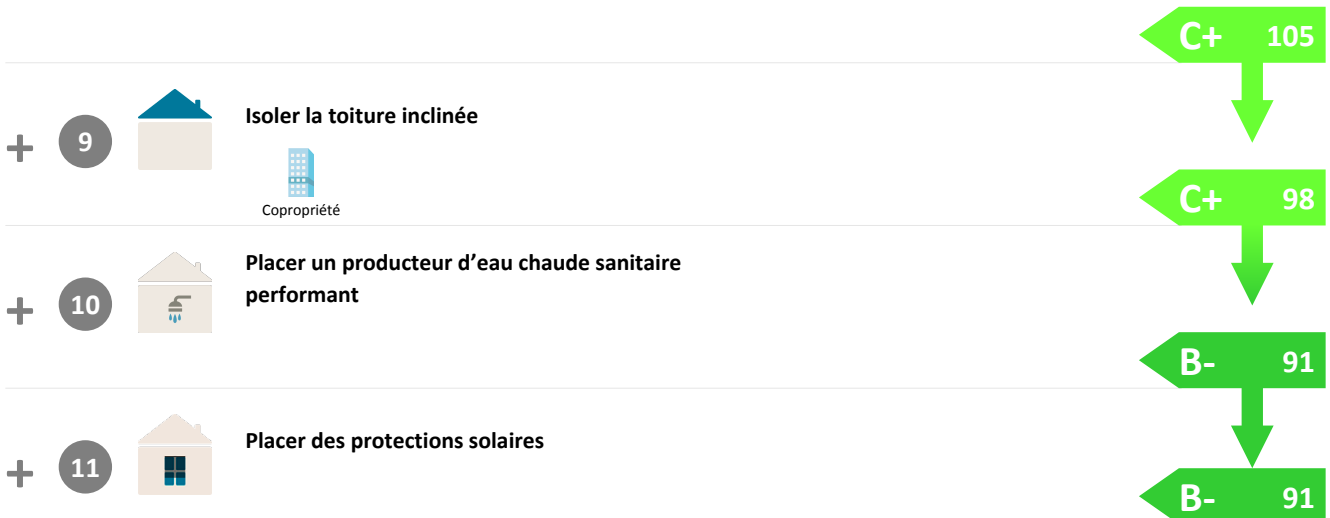 C+ 105
+ 9 Isoler la toiture inclinée
Copropriété
C+ 98
+ 10 Placer un producteur d’eau chaude sanitaire
performant
B- 91
+ 11 Placer des protections solaires
B- 91